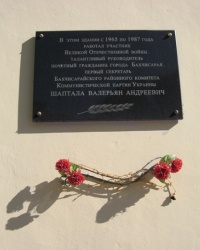 В этом здании с 1965 по 1987 годы
работал участник
Великой Отечественной войны
талантливый руководитель
почетный гражданин города Бахчисарая
первый секретарь
Бахчисарайского районного комитета
Коммунистической партии Украины
ШАПТАЛА ВАЛЕРЬЯН АНДРЕЕВИЧ